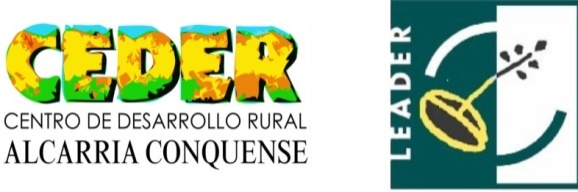 CEDER
CENTRO DE DESARROLLO RURAL
ALCARRIA CONQUENSE
LEADER